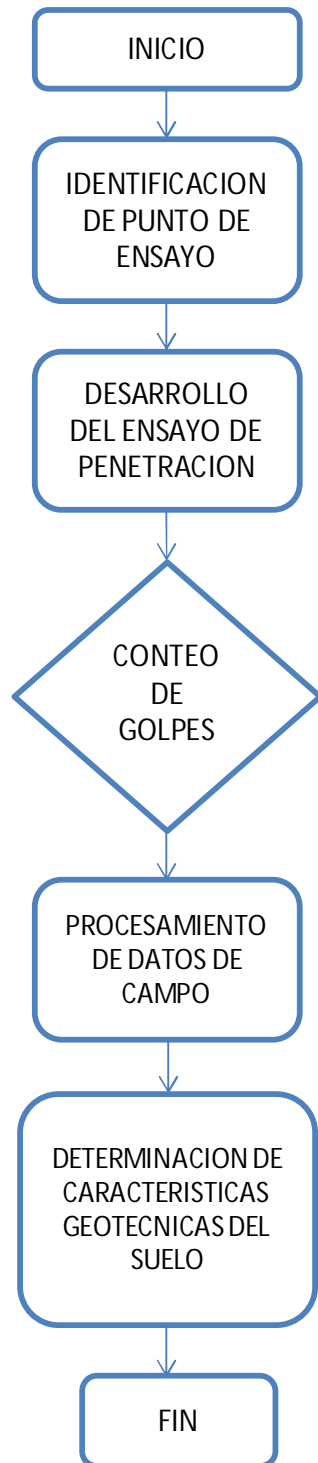 INICIO
IDENTIFICACION
DE PUNTO DE
ENSAYO
DESARROLLO
DEL ENSAYO DE
PENETRACION
CONTEO
DE
GOLPES
PROCESAMIENTO
DE DATOS DE
CAMPO
DETERMINACION DE
CARACTERISTICAS
GEOTECNICAS DEL
SUELO
FIN